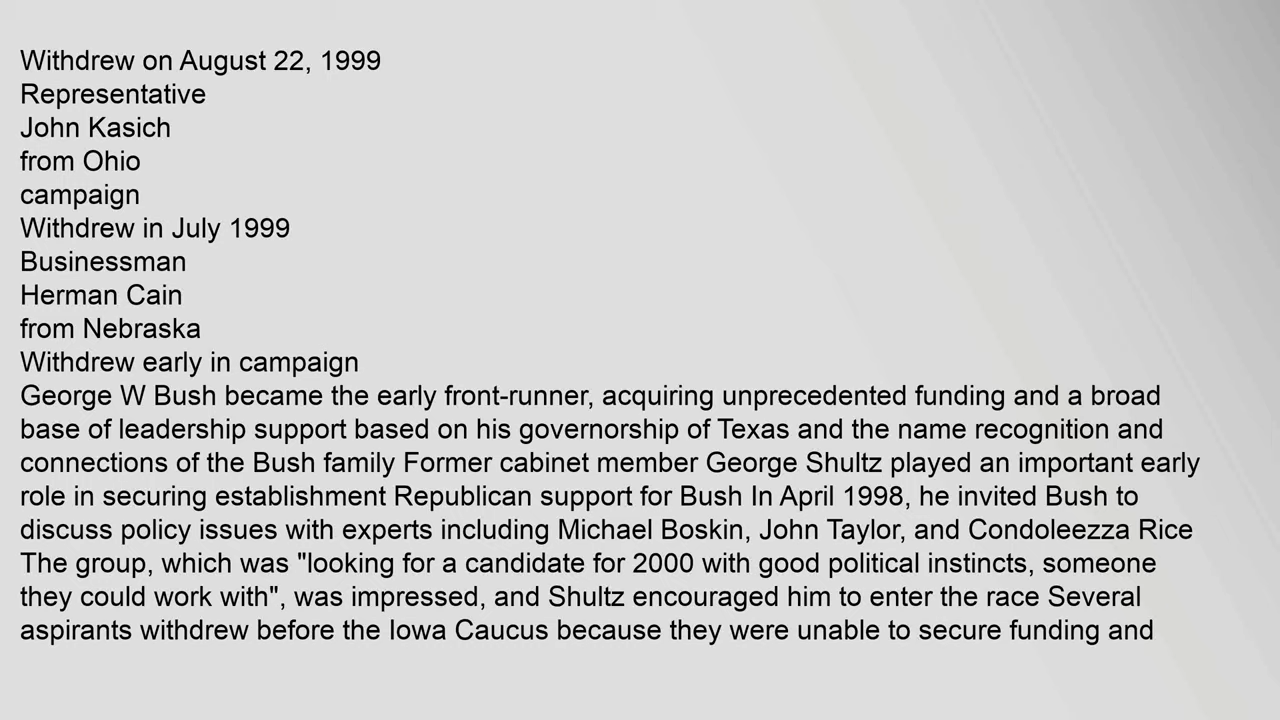 Withdrew on August 22, 1999
Representative
John Kasich
from Ohio
campaign
Withdrew in July 1999
Businessman
Herman Cain
from Nebraska
Withdrew early in campaign
George W Bush became the early front-runner, acquiring unprecedented funding and a broad
base of leadership support based on his governorship of Texas and the name recognition and
connections of the Bush family Former cabinet member George Shultz played an important early
role in securing establishment Republican support for Bush In April 1998, he invited Bush to
discuss policy issues with experts including Michael Boskin, John Taylor, and Condoleezza Rice
The group, which was "looking for a candidate for 2000 with good political instincts, someone
they could work with", was impressed, and Shultz encouraged him to enter the race Several
aspirants withdrew before the Iowa Caucus because they were unable to secure funding and